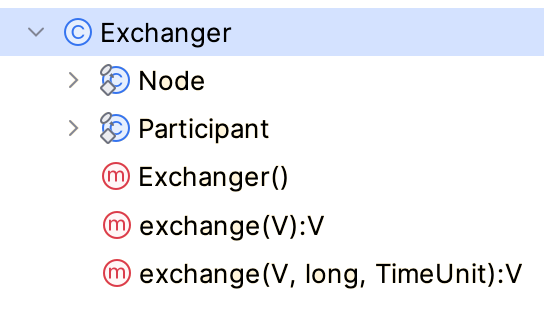 Exchanger
Node
Participant
Exchanger()
exchange(V):V
exchange(V, long, TimeUnit):V